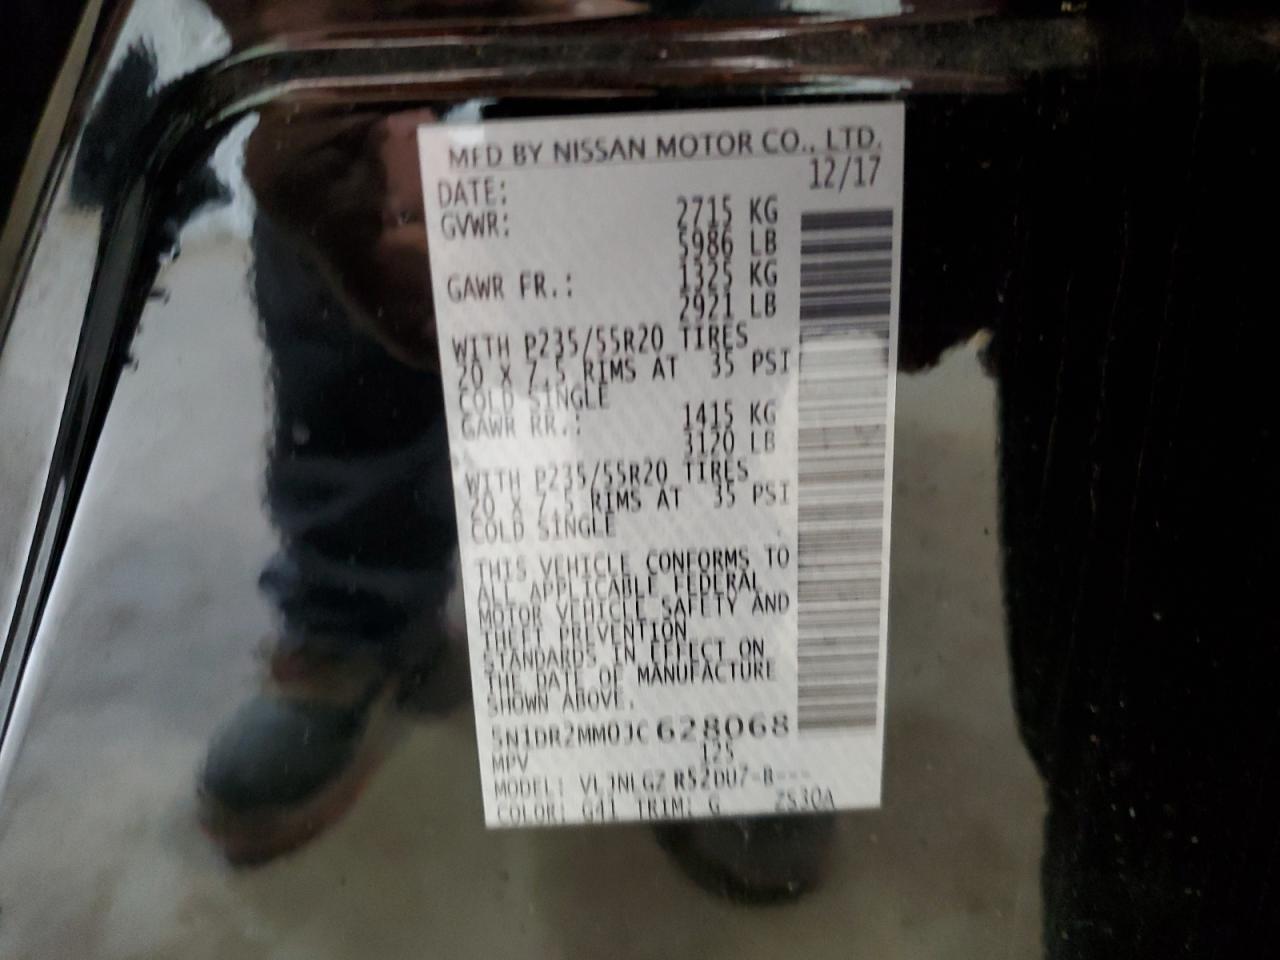 MFD BY NISSAN MOTOR CO., LTD.
DATE: 12/17
GVWR: 2715 KG
5986 LB
GAWR FR.: 1325 KG
2921 LB
WITH P235/55R20 TIRES
20 X 7.5 RIMS AT 35 PSI
COLD SINGLE
GAWR RR.: 1415 KG
3120 LB
WITH P235/55R20 TIRES
20 X 7.5 RIMS AT 35 PSI
COLD SINGLE
THIS VEHICLE CONFORMS TO
ALL APPLICABLE FEDERAL
MOTOR VEHICLE SAFETY AND
THEFT PREVENTION
STANDARDS IN EFFECT ON
THE DATE OF MANUFACTURE
SHOWN ABOVE.
5N1DR2MM0JC628068
MPV 125
MODEL:
COLOR: G41 TRIM: G